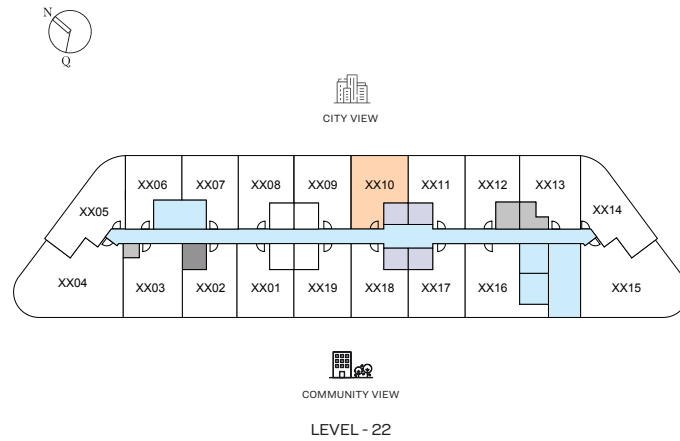 N
Q
CITY VIEW
XX06 XX07 XX08 XX09 XX10 XX11 XX12 XX13
XX05 XX14
XX04 XX03 XX02 XX01 XX19 XX18 XX17 XX16 XX15
COMMUNITY VIEW
LEVEL - 22